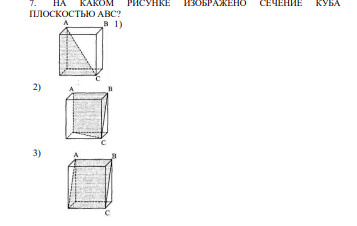 7. НА КАКОМ РИСУНКЕ ИЗОБРАЖЕНО СЕЧЕНИЕ КУБА
ПЛОСКОСТЬЮ АВС?
A B 1)
C
2)
A B
C
3)
A B
C